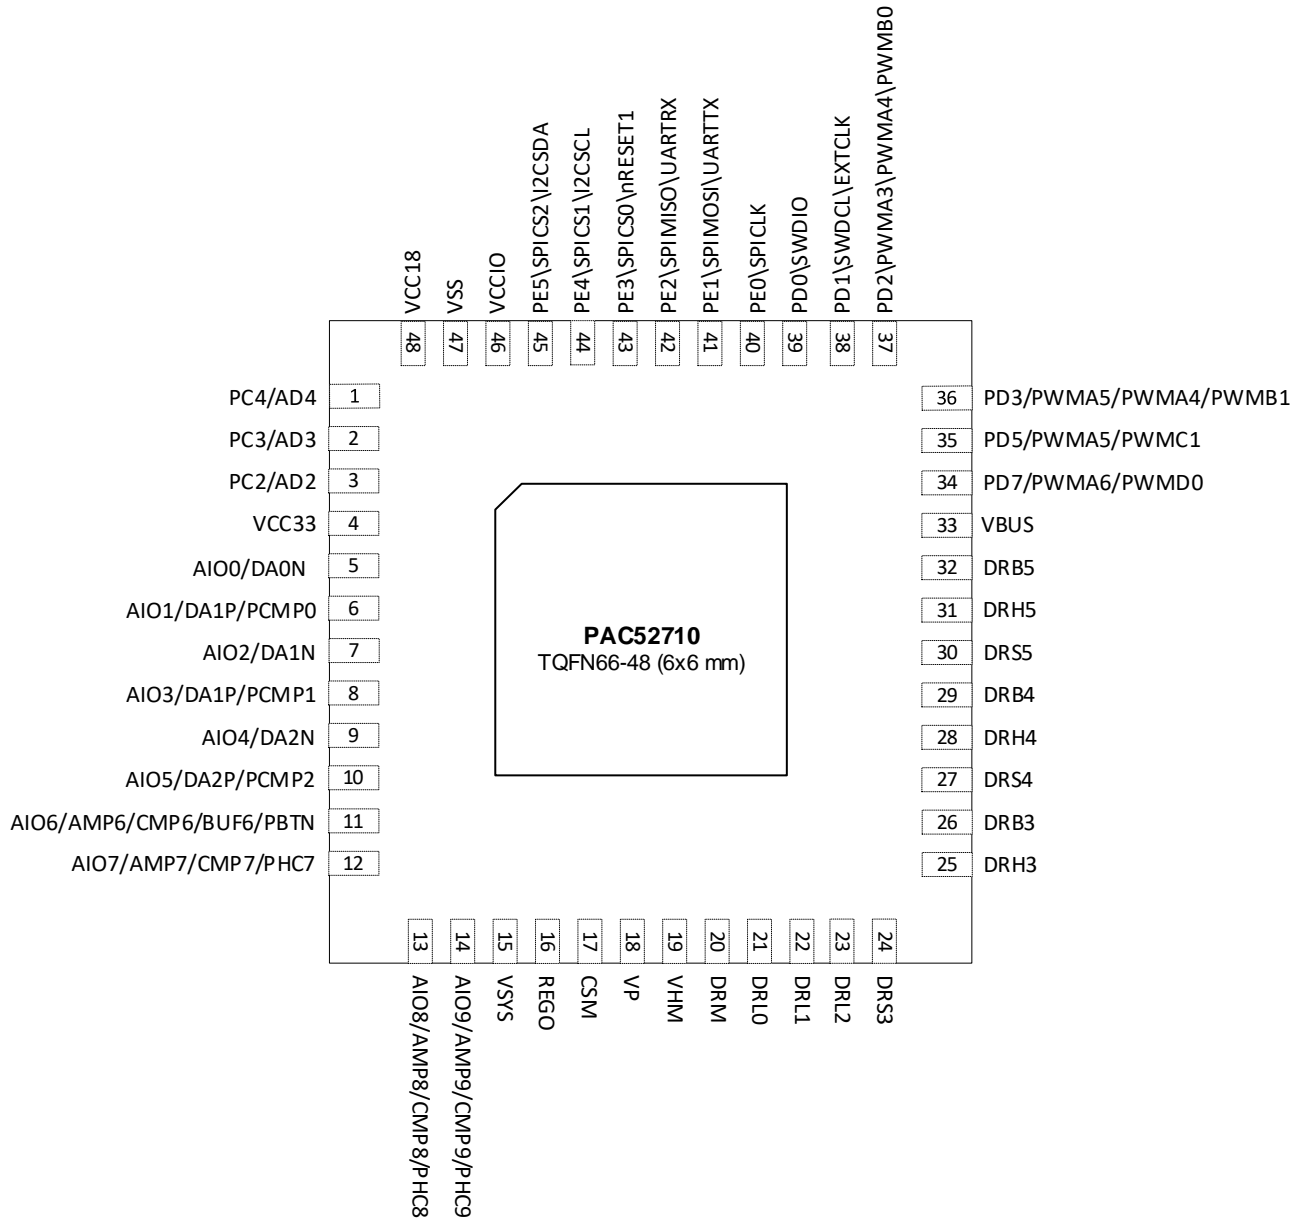 VCC18
VSS
VCCIO
PE5\SPICS2\I2CSDA
PE4\SPICS1\I2CSCL
PE3\SPICS0\nRESET1
PE2\SPIMISO\UARTRX
PE1\SPIMOSI\UARTTX
PE0\SPICLK
PD0\SWDIO
PD1\SWDCL\EXTCLK
PD2\PWMA3\PWMA4\PWMB0
48
47
46
45
44
43
42
41
40
39
38
37
PC4/AD4 1
PC3/AD3 2
PC2/AD2 3
VCC33 4
AIO0/DA0N 5
AIO1/DA1P/PCMP0 6
AIO2/DA1N 7
AIO3/DA1P/PCMP1 8
AIO4/DA2N 9
AIO5/DA2P/PCMP2 10
AIO6/AMP6/CMP6/BUF6/PBTN 11
AIO7/AMP7/CMP7/PHC7 12
PAC52710
TQFN66-48 (6x6 mm)
36 PD3/PWMA5/PWMA4/PWMB1
35 PD5/PWMA5/PWMC1
34 PD7/PWMA6/PWMD0
33 VBUS
32 DRB5
31 DRH5
30 DRS5
29 DRB4
28 DRH4
27 DRS4
26 DRB3
25 DRH3
13
14
15
16
17
18
19
20
21
22
23
24
AIO8/AMP8/CMP8/PHC8
AIO9/AMP9/CMP9/PHC9
VSYS
REGO
CSM
VP
VHM
DRM
DRL0
DRL1
DRL2
DRS3